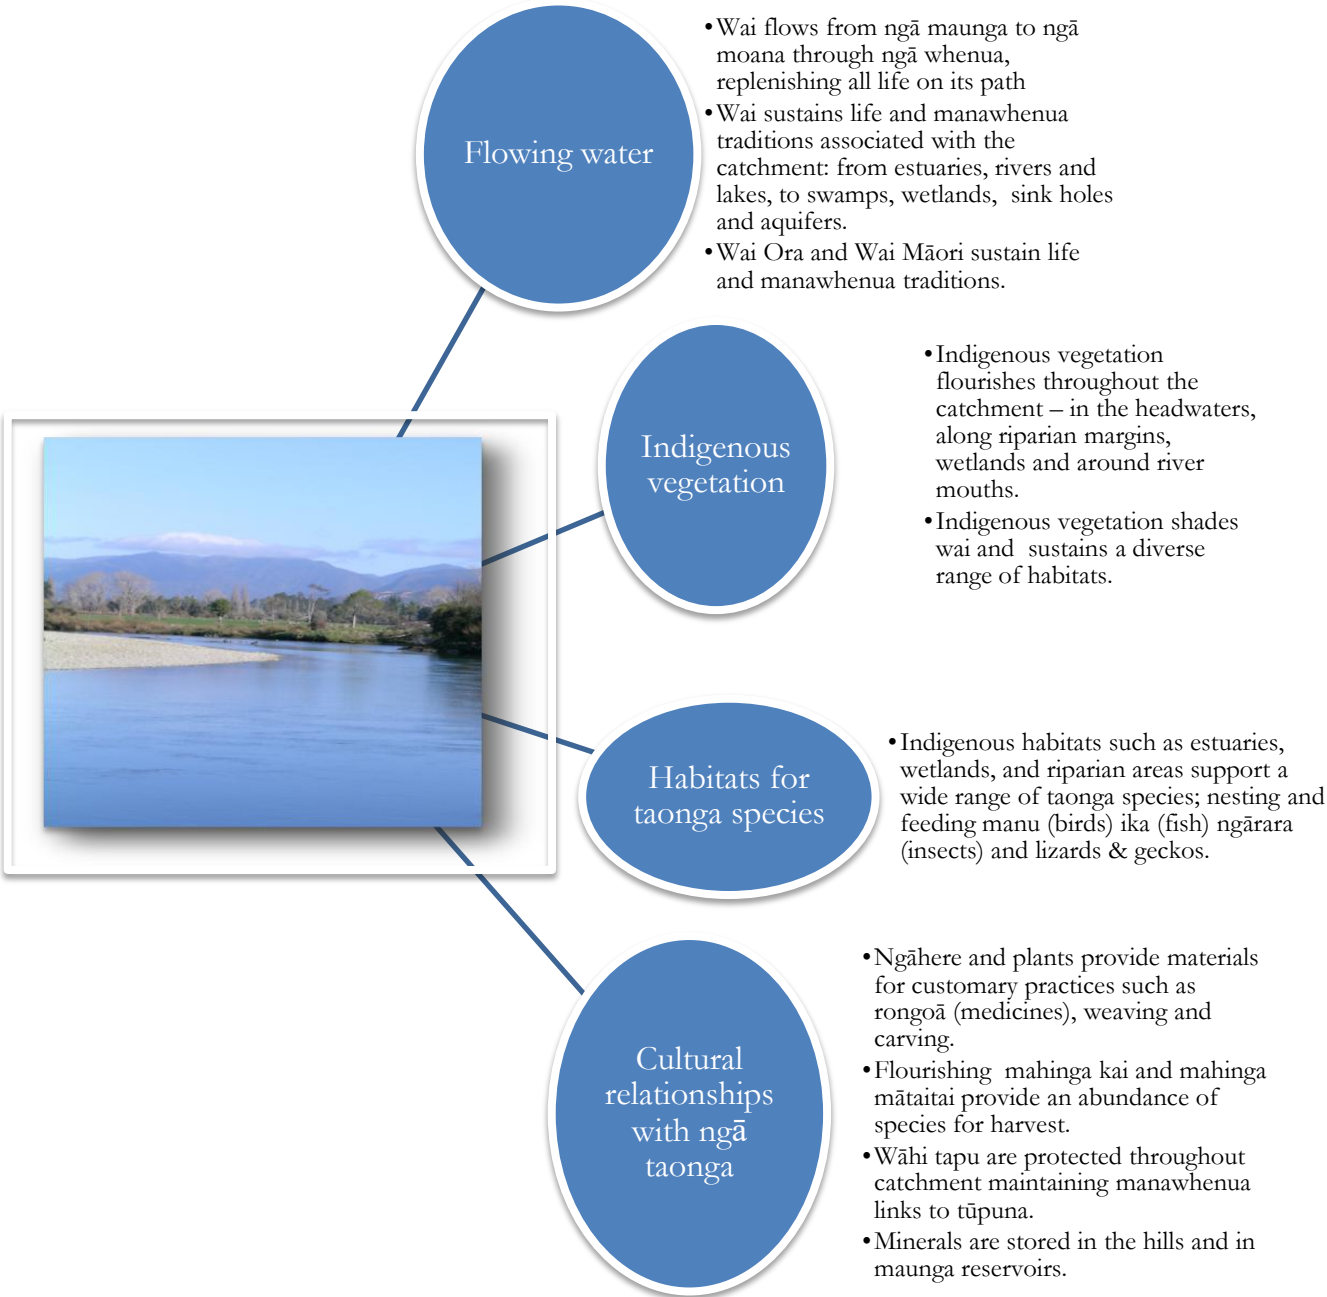 Flowing water
•Wai flows from ngā maunga to ngā
moana through ngā whenua,
replenishing all life on its path
•Wai sustains life and manawhenua
traditions associated with the
catchment: from estuaries, rivers and
lakes, to swamps, wetlands,  sink holes
and aquifers.
•Wai Ora and Wai Māori sustain life
and manawhenua traditions.
Indigenous
vegetation
•Indigenous vegetation
flourishes throughout the
catchment – in the headwaters,
along riparian margins,
wetlands and around river
mouths.
•Indigenous vegetation shades
wai and  sustains a diverse
range of habitats.
Habitats for
taonga species
•Indigenous habitats such as estuaries,
wetlands, and riparian areas support a
wide range of taonga species; nesting and
feeding manu (birds) ika (fish) ngārara
(insects) and lizards & geckos.
Cultural
relationships
with ngā
taonga
•Ngāhere and plants provide materials
for customary practices such as
rongoā (medicines), weaving and
carving.
•Flourishing  mahinga kai and mahinga
mātaitai provide an abundance of
species for harvest.
•Wāhi tapu are protected throughout
catchment maintaining manawhenua
links to tūpuna.
•Minerals are stored in the hills and in
maunga reservoirs.